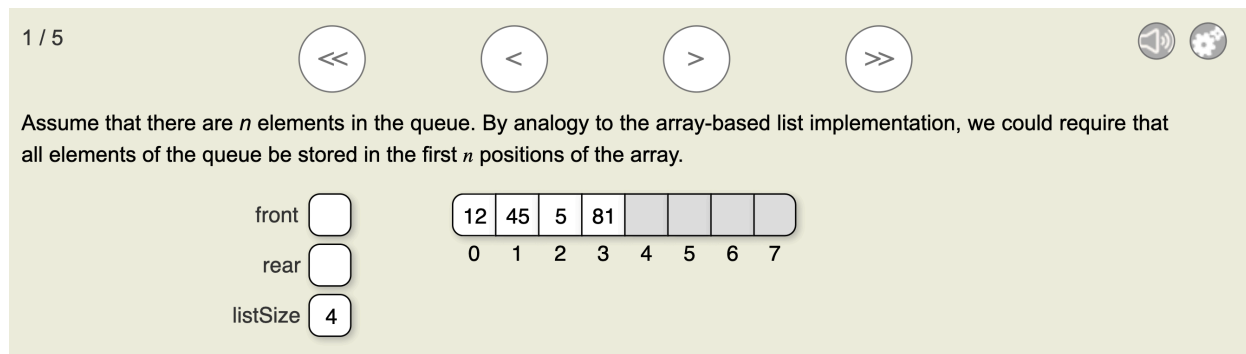 1 / 5
<< < > >>
Assume that there are n elements in the queue. By analogy to the array-based list implementation, we could require that
all elements of the queue be stored in the first n positions of the array.
front
12 45 5 81
0 1 2 3 4 5 6 7
rear
listSize 4